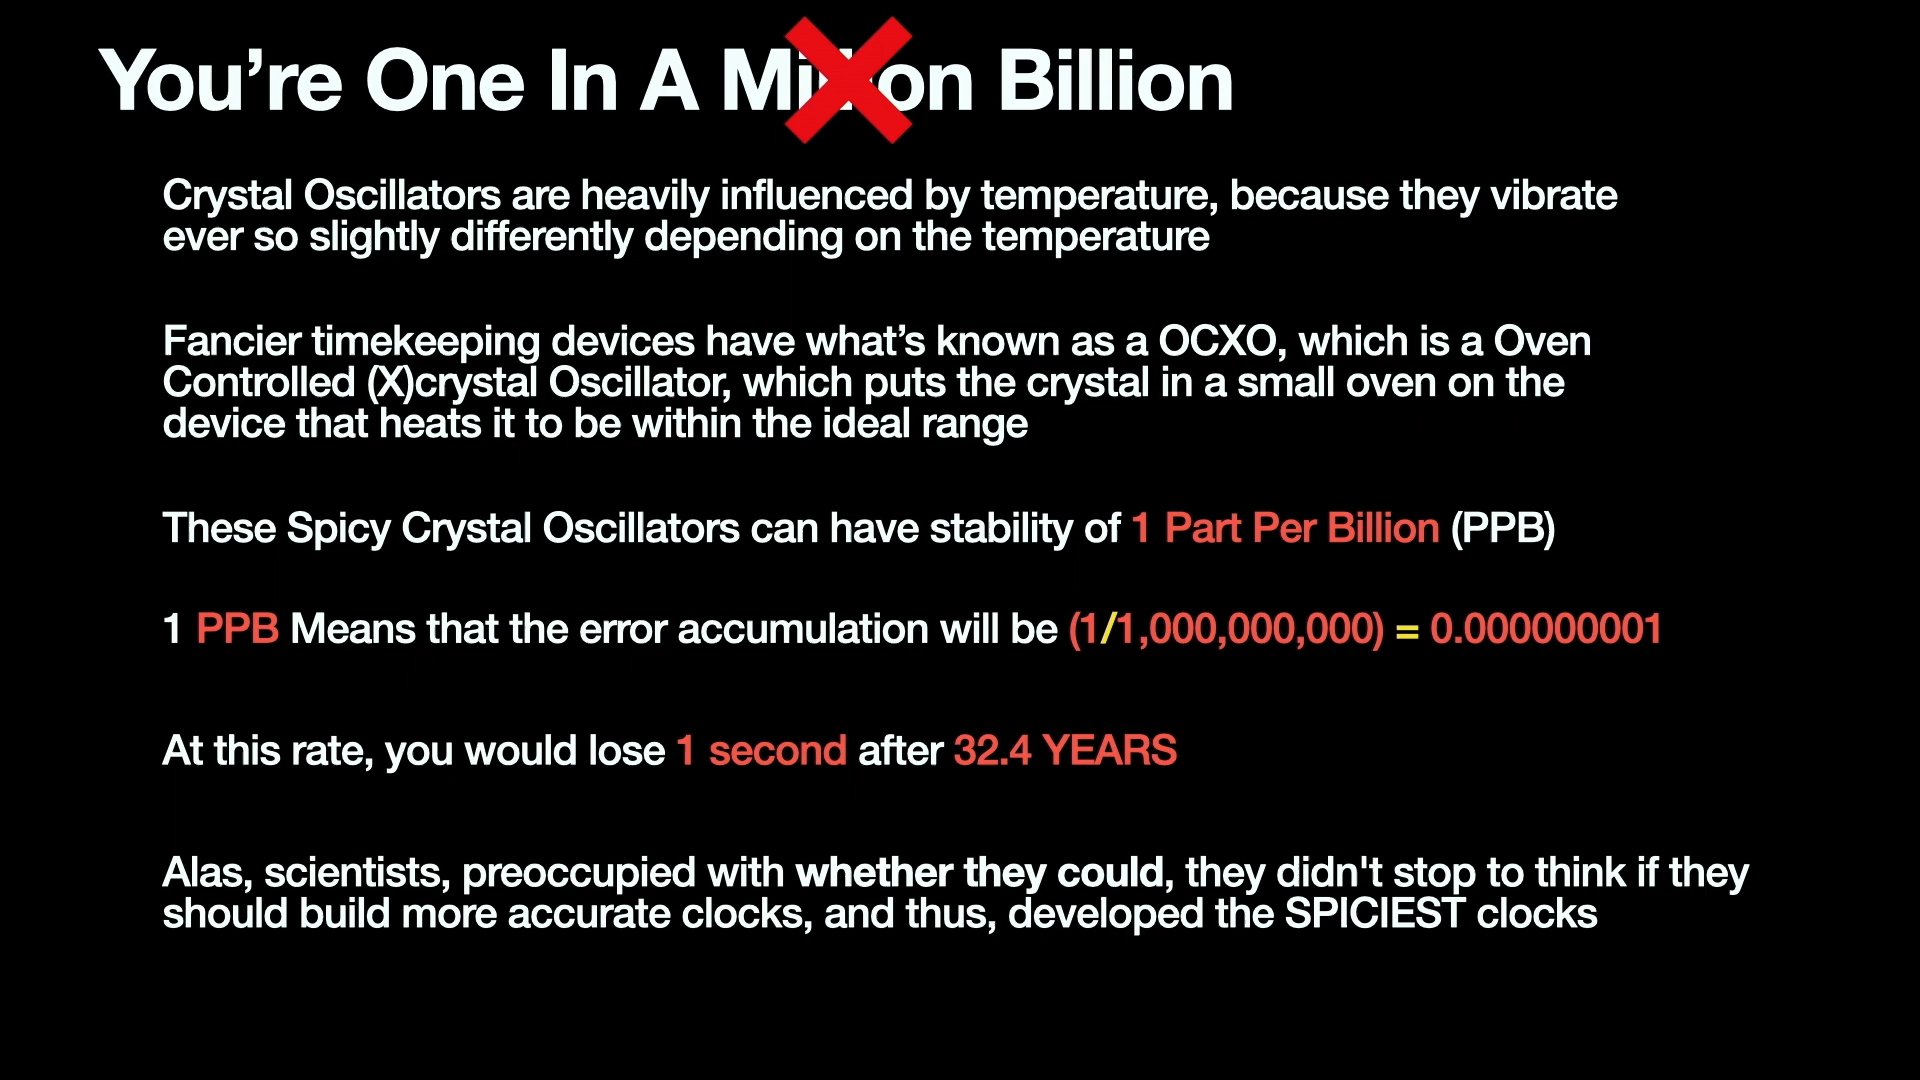 You’re One In A Million Billion
Crystal Oscillators are heavily influenced by temperature, because they vibrate
ever so slightly differently depending on the temperature
Fancier timekeeping devices have what’s known as a OCXO, which is a Oven
Controlled (X)crystal Oscillator, which puts the crystal in a small oven on the
device that heats it to be within the ideal range
These Spicy Crystal Oscillators can have stability of 1 Part Per Billion (PPB)
1 PPB Means that the error accumulation will be (1/1,000,000,000) = 0.000000001
At this rate, you would lose 1 second after 32.4 YEARS
Alas, scientists, preoccupied with whether they could, they didn't stop to think if they
should build more accurate clocks, and thus, developed the SPICIEST clocks